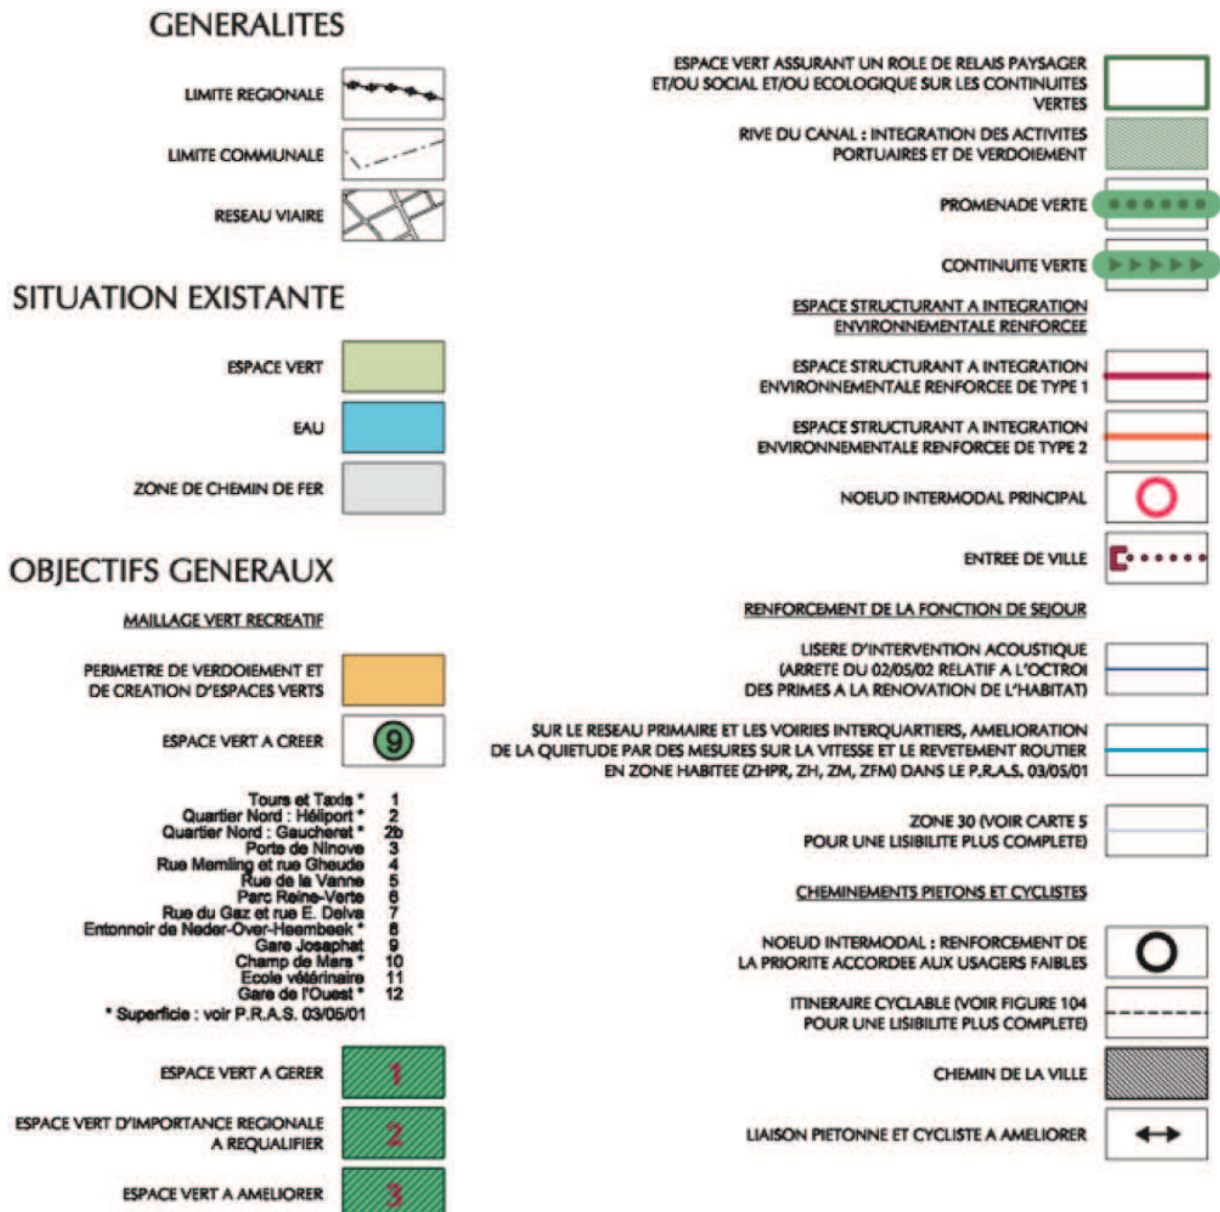 GENERALITES
LIMITE REGIONALE
LIMITE COMMUNALE
RESEAU VIAIRE
SITUATION EXISTANTE
ESPACE VERT
EAU
ZONE DE CHEMIN DE FER
OBJECTIFS GENERAUX
MAILLAGE VERT RECREATIF
PERIMETRE DE VERDOIEMENT ET
DE CREATION D'ESPACES VERTS
ESPACE VERT A CREER
9
Tours et Taxis * 1
Quartier Nord : Héliport * 2
Quartier Nord : Gaucheret * 2b
Porte de Ninove 3
Rue Memling et rue Gheude 4
Rue de la Vanne 5
Parc Reine-Verte 6
Rue du Gaz et rue E. Delva 7
Entonnoir de Neder-Over-Heembeek * 8
Gare Josaphat 9
Champ de Mars * 10
Ecole vétérinaire 11
Gare de l'Ouest * 12
* Superficie : voir P.R.A.S. 03/05/01
ESPACE VERT A GERER
1
ESPACE VERT D'IMPORTANCE REGIONALE
A REQUALIFIER
2
ESPACE VERT A AMELIORER
3
ESPACE VERT ASSURANT UN ROLE DE RELAIS PAYSAGER
ET/OU SOCIAL ET/OU ECOLOGIQUE SUR LES CONTINUITES
VERTES
RIVE DU CANAL : INTEGRATION DES ACTIVITES
PORTUAIRES ET DE VERDOIEMENT
PROMENADE VERTE
CONTINUITE VERTE
ESPACE STRUCTURANT A INTEGRATION
ENVIRONNEMENTALE RENFORCEE
ESPACE STRUCTURANT A INTEGRATION
ENVIRONNEMENTALE RENFORCEE DE TYPE 1
ESPACE STRUCTURANT A INTEGRATION
ENVIRONNEMENTALE RENFORCEE DE TYPE 2
NOEUD INTERMODAL PRINCIPAL
ENTREE DE VILLE
RENFORCEMENT DE LA FONCTION DE SEJOUR
LISERE D'INTERVENTION ACOUSTIQUE
(ARRETE DU 02/05/02 RELATIF A L'OCTROI
DES PRIMES A LA RENOVATION DE L'HABITAT)
SUR LE RESEAU PRIMAIRE ET LES VOIRIES INTERQUARTIERS, AMELIORATION
DE LA QUIETUDE PAR DES MESURES SUR LA VITESSE ET LE REVETEMENT ROUTIER
EN ZONE HABITEE (ZHPR, ZH, ZM, ZFM) DANS LE P.R.A.S. 03/05/01
ZONE 30 (VOIR CARTE 5
POUR UNE LISIBILITE PLUS COMPLETE)
CHEMINEMENTS PIETONS ET CYCLISTES
NOEUD INTERMODAL : RENFORCEMENT DE
LA PRIORITE ACCORDEE AUX USAGERS FAIBLES
ITINERAIRE CYCLABLE (VOIR FIGURE 104
POUR UNE LISIBILITE PLUS COMPLETE)
CHEMIN DE LA VILLE
LIAISON PIETONNE ET CYCLISTE A AMELIORER